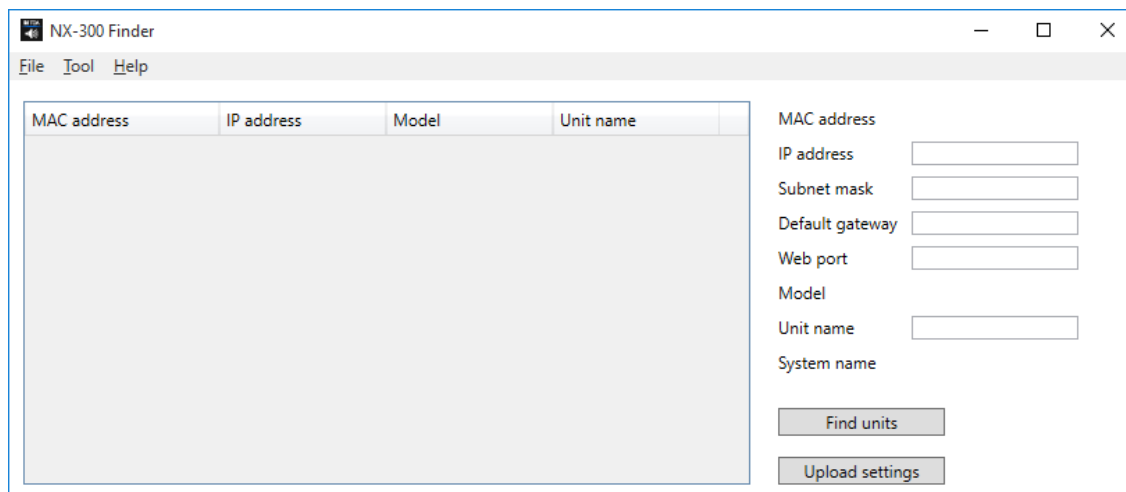 NX-300 Finder
File Tool Help
MAC address IP address Model Unit name
MAC address
IP address
Subnet mask
Default gateway
Web port
Model
Unit name
System name
Find units
Upload settings